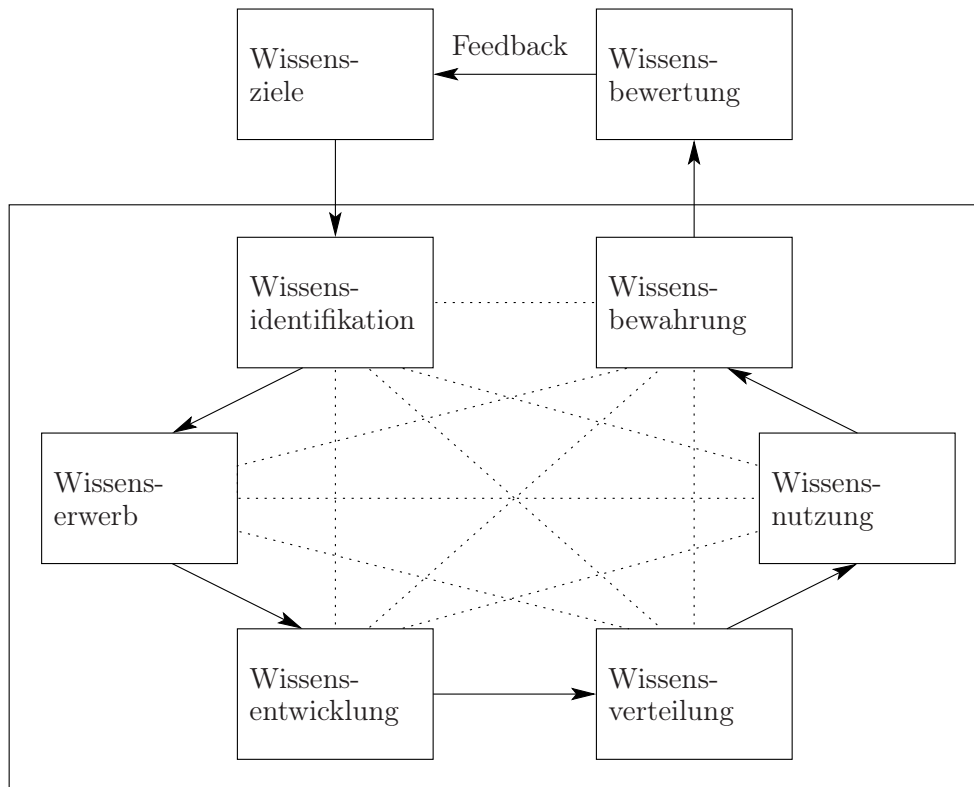 Wissens-
ziele
Feedback
Wissens-
bewertung
Wissens-
identifikation
Wissens-
bewahrung
Wissens-
erwerb
Wissens-
nutzung
Wissens-
entwicklung
Wissens-
verteilung